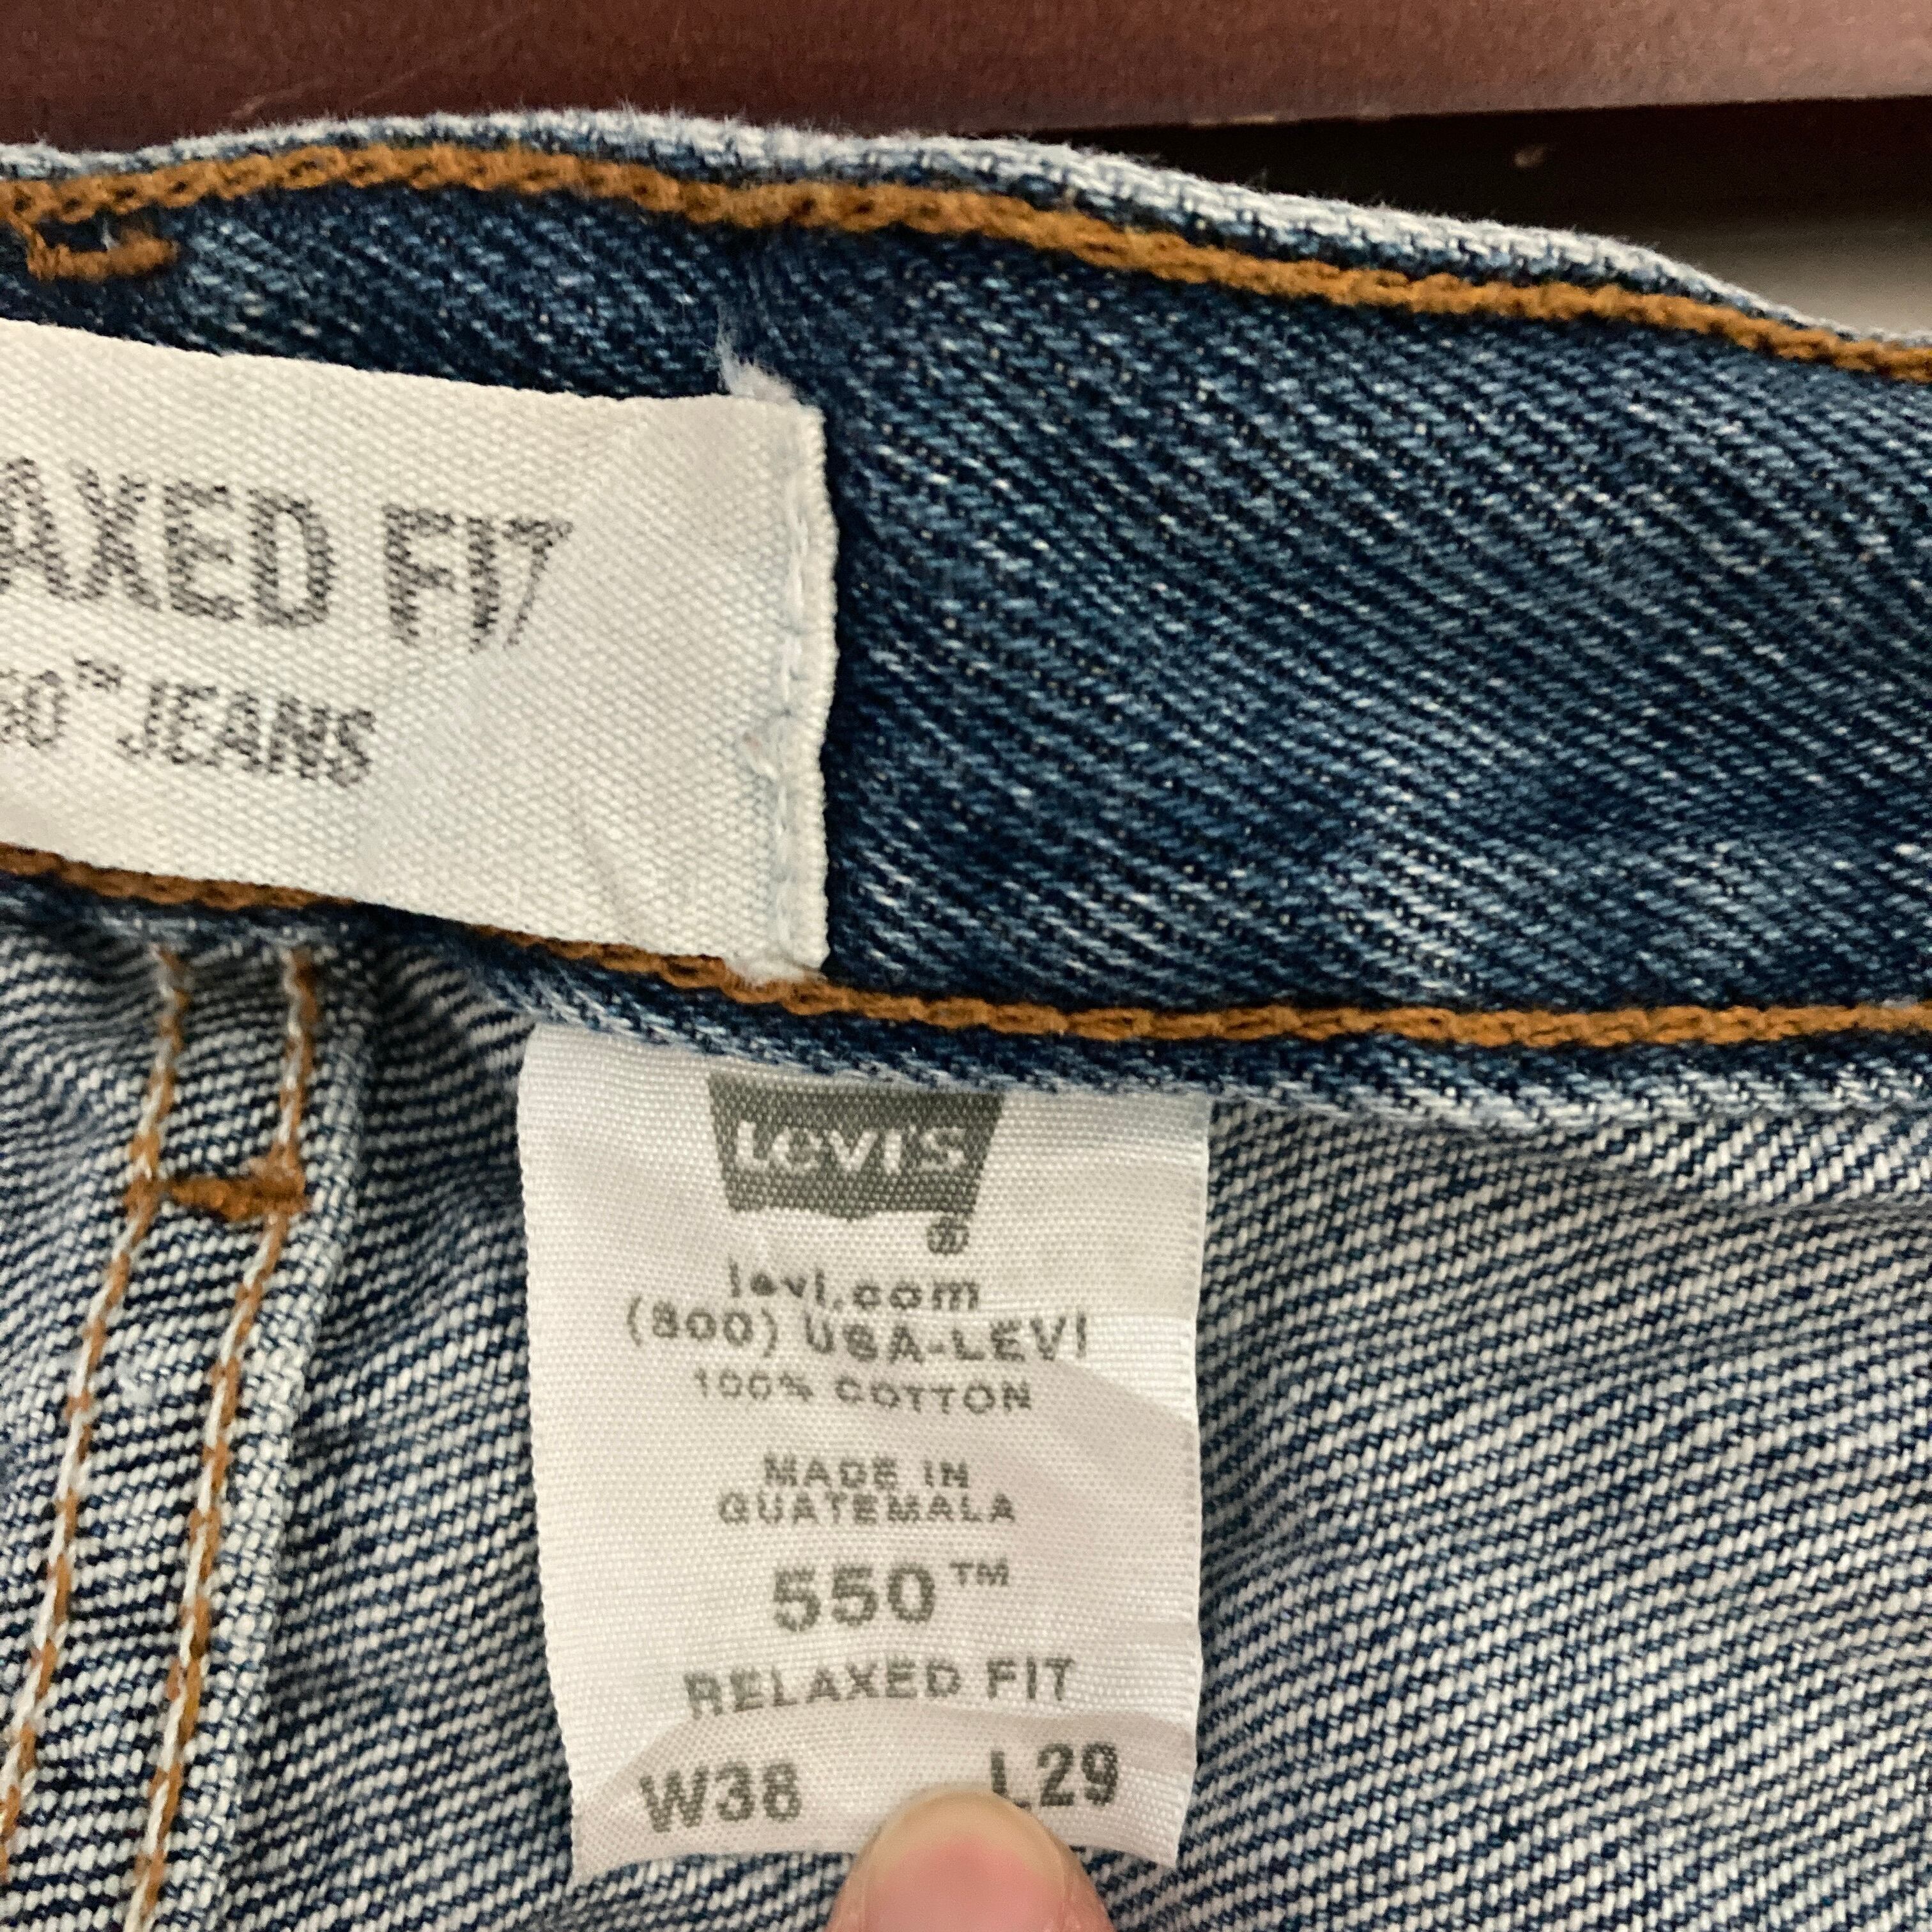 AXED FIT
50™ JEANS
Levi's
®
levi.com
(800) USA-LEVI
100% COTTON
MADE IN
GUATEMALA
550™
RELAXED FIT
W38 L29